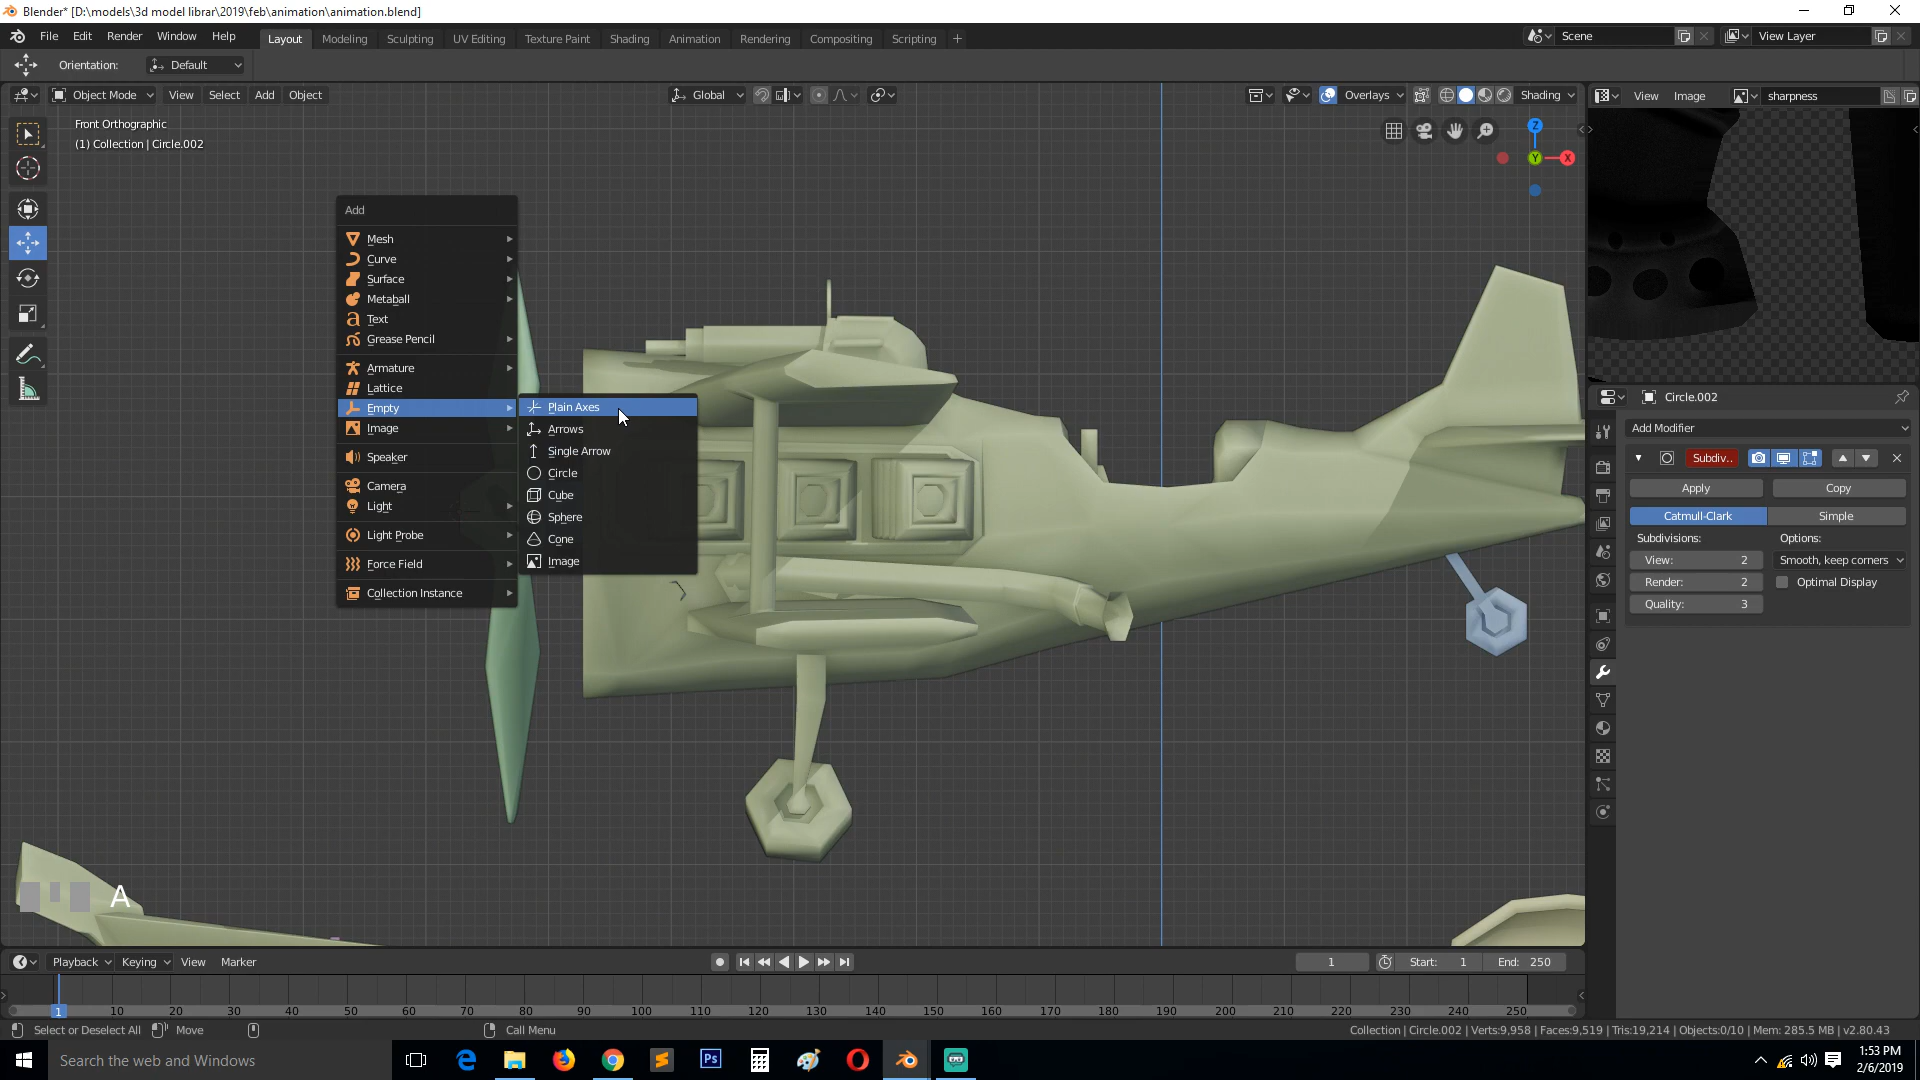 Blender* [D:\models\3d model librar\2019\feb\animation\animation.blend]
File Edit Render Window Help Layout Modeling Sculpting UV Editing Texture Paint Shading Animation Rendering Compositing Scripting + Scene View Layer
Orientation: Default
Object Mode View Select Add Object Global Overlays Shading View Image sharpness
Front Orthographic
(1) Collection | Circle.002
Z
Y
X
Add
Mesh
Curve
Surface
Metaball
Text
Grease Pencil
Armature
Lattice
Empty
Image
Speaker
Camera
Light
Light Probe
Force Field
Collection Instance
Plain Axes
Arrows
Single Arrow
Circle
Cube
Sphere
Cone
Image
Circle.002
Add Modifier
Subdiv..
Apply Copy
Catmull-Clark Simple
Subdivisions: Options:
View: 2 Smooth, keep corners
Render: 2 Optimal Display
Quality: 3
A
Playback Keying View Marker 1 Start: 1 End: 250
1 10 20 30 40 50 60 70 80 90 100 110 120 130 140 150 160 170 180 190 200 210 220 230 240 250
Select or Deselect All Move Call Menu Collection | Circle.002 | Verts:9,958 | Faces:9,519 | Tris:19,214 | Objects:0/10 | Mem: 285.5 MB | v2.80.43
Search the web and Windows
Ps
1:53 PM
2/6/2019